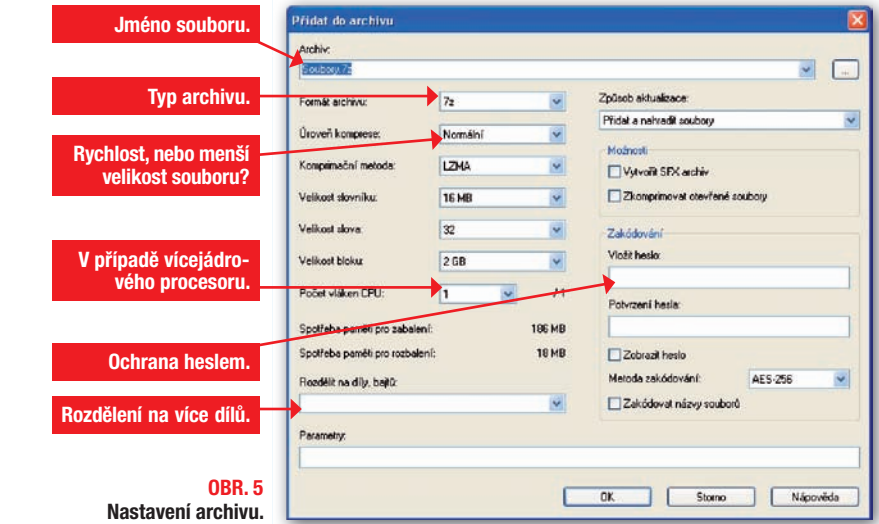 Jméno souboru.
Typ archivu.
Rychlost, nebo menší
velikost souboru?
V případě vícejádro-
vého procesoru.
Ochrana heslem.
Rozdělení na více dílů.
OBR. 5
Nastavení archivu.
Přidat do archivu
Archiv:
Soubory.7z
...
Formát archivu: 7z
Úroveň komprese: Normální
Komprimační metoda: LZMA
Velikost slovníku: 16 MB
Velikost slova: 32
Velikost bloku: 2 GB
Počet vláken CPU: 1 / 1
Spotřeba paměti pro zabalení: 186 MB
Spotřeba paměti pro rozbalení: 18 MB
Rozdělit na díly, bajtů:
Způsob aktualizace:
Přidat a nahradit soubory
Možnosti
Vytvořit SFX archiv
Zkomprimovat otevřené soubory
Zakódování
Vložit heslo:
Potvrzení hesla:
Zobrazit heslo
Metoda zakódování: AES-256
Zakódovat názvy souborů
Parametry:
OK Storno Nápověda